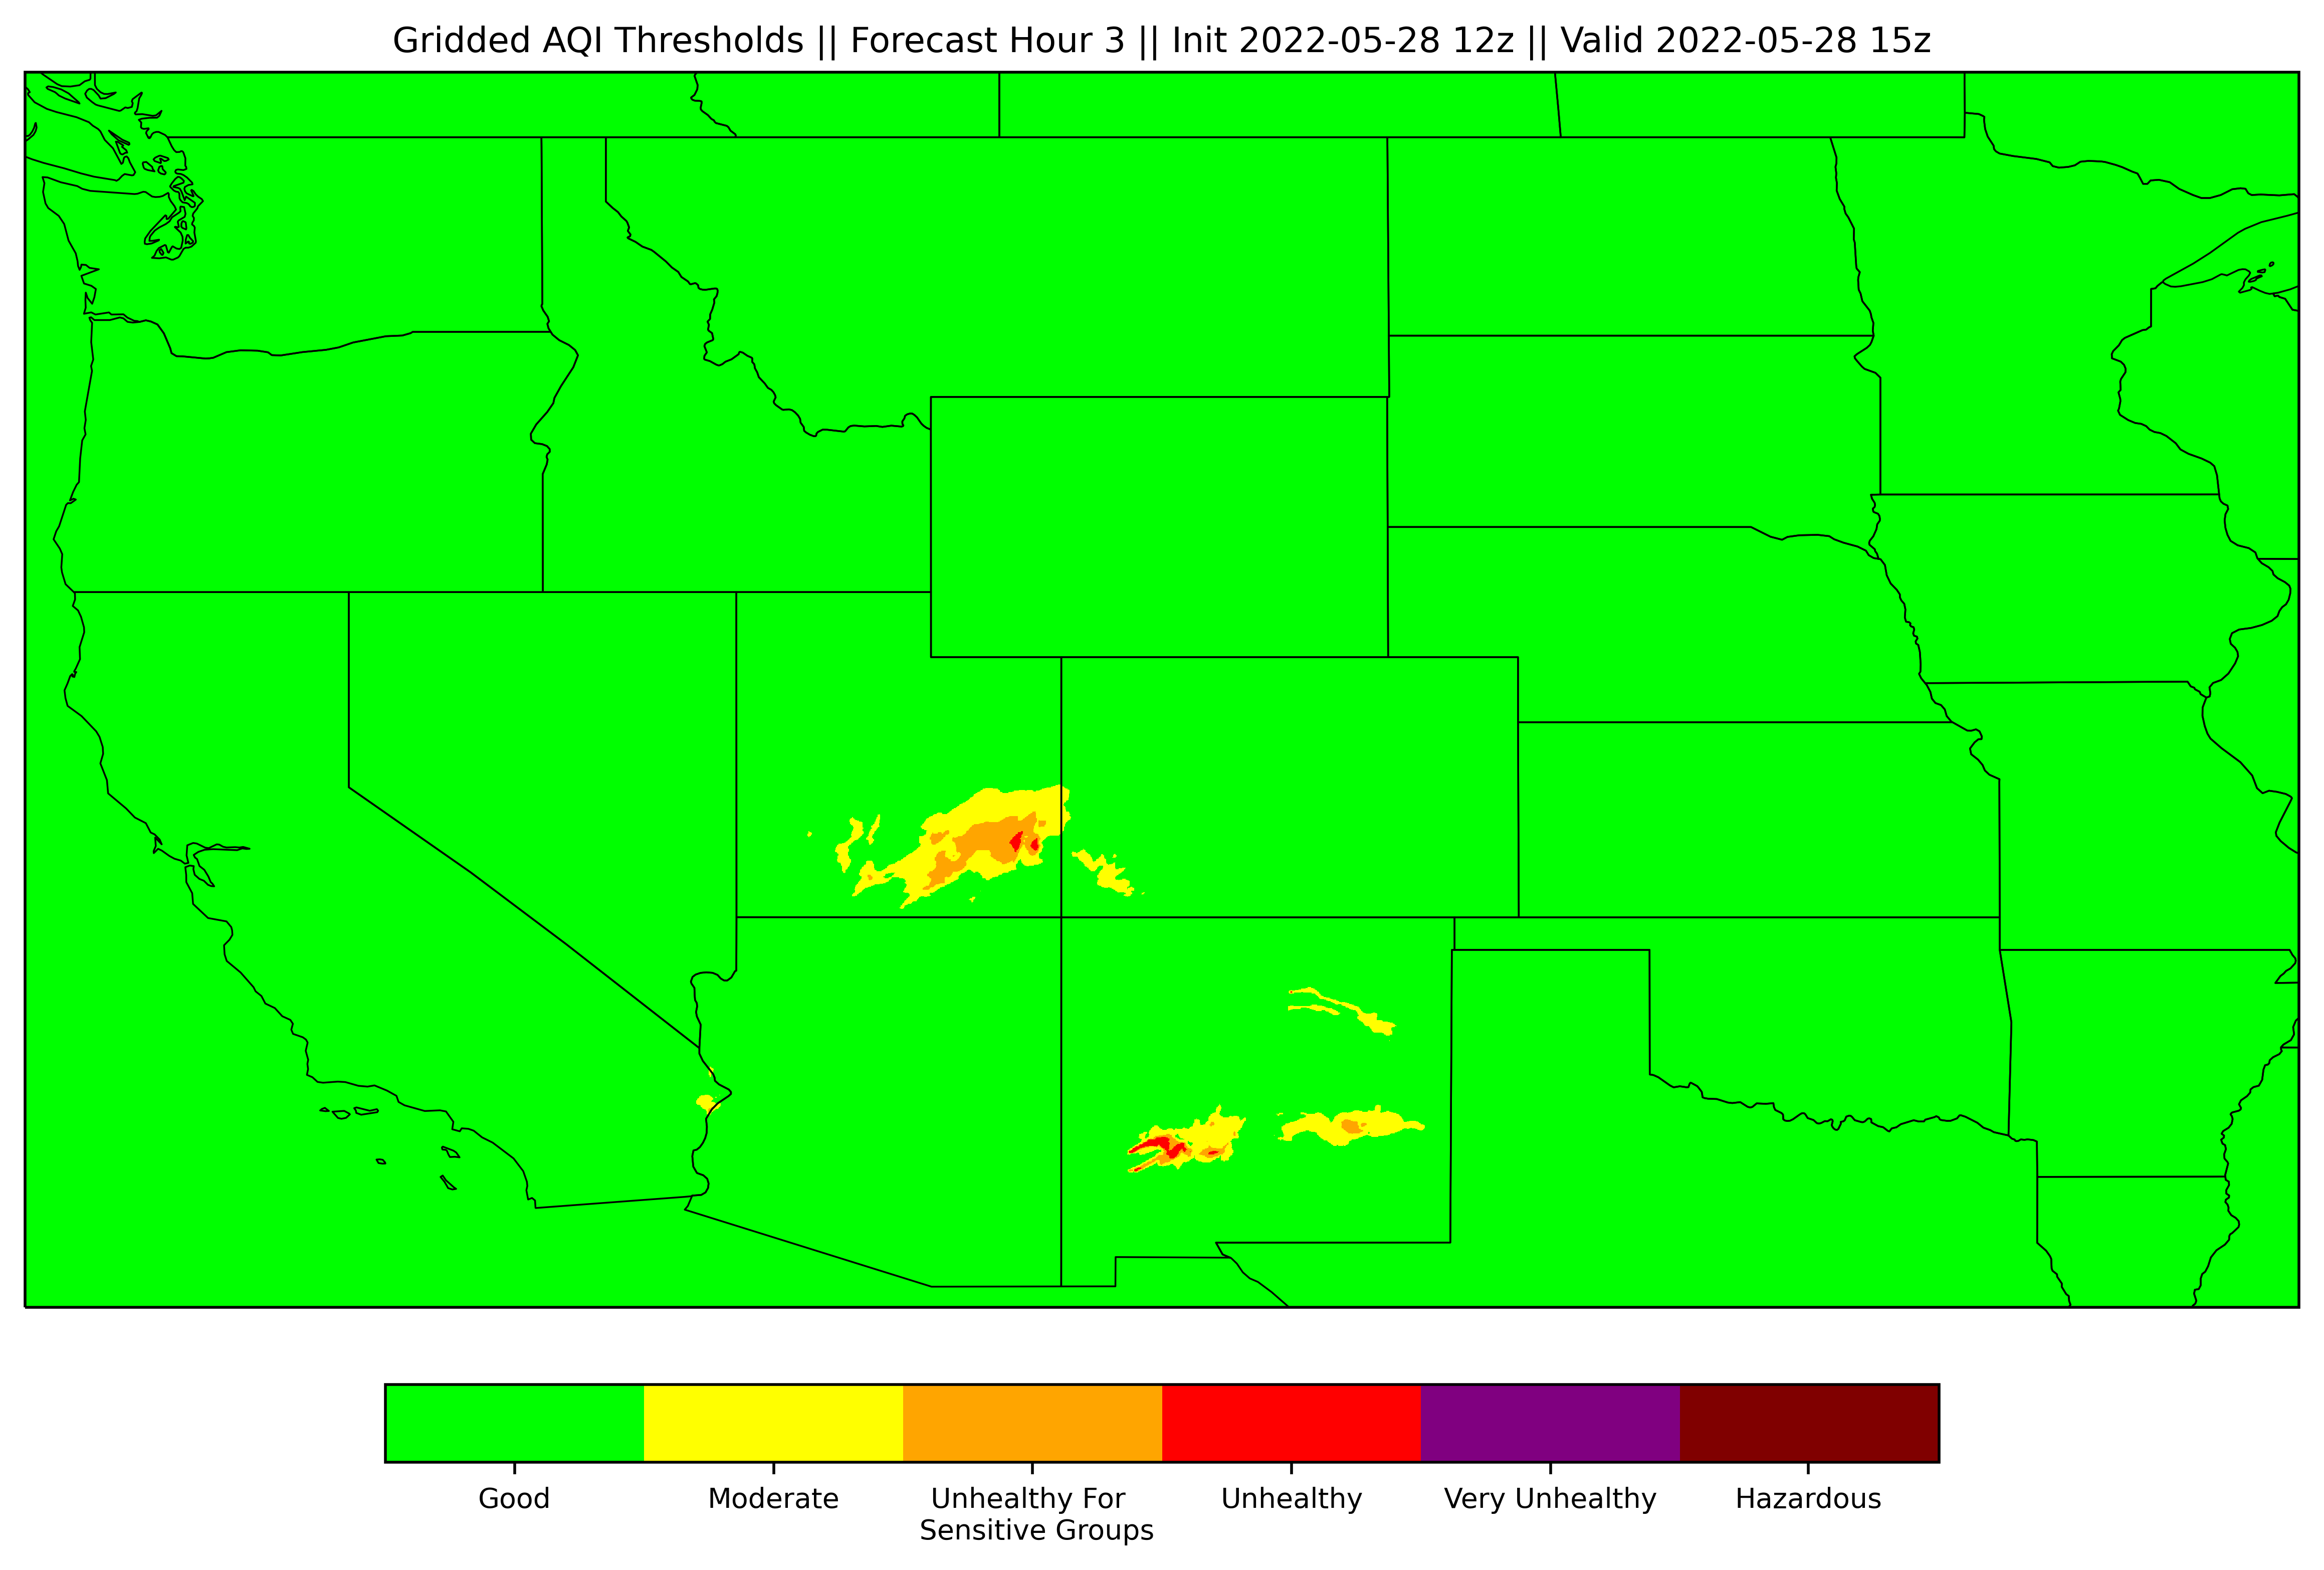 Gridded AQI Thresholds || Forecast Hour 3 || Init 2022-05-28 12z || Valid 2022-05-28 15z
Good
Moderate
Unhealthy For
Sensitive Groups
Unhealthy
Very Unhealthy
Hazardous